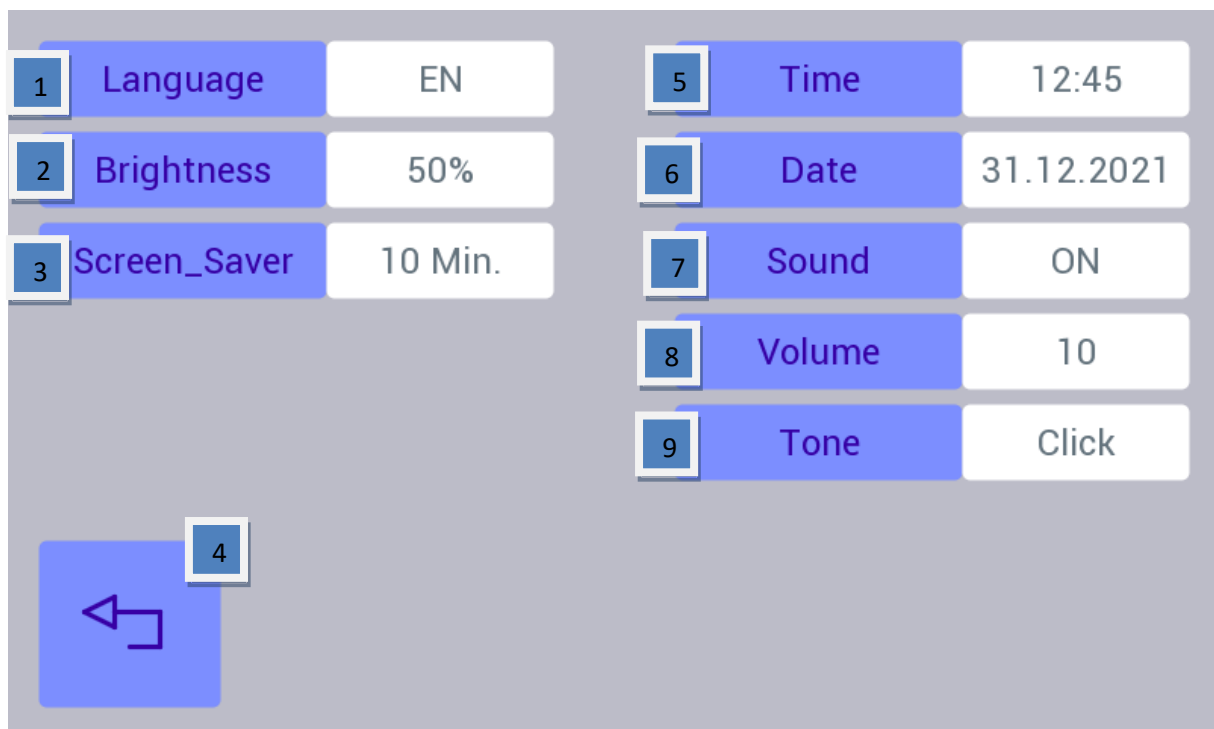 1 Language EN
2 Brightness 50%
3 Screen_Saver 10 Min.
4
5 Time 12:45
6 Date 31.12.2021
7 Sound ON
8 Volume 10
9 Tone Click